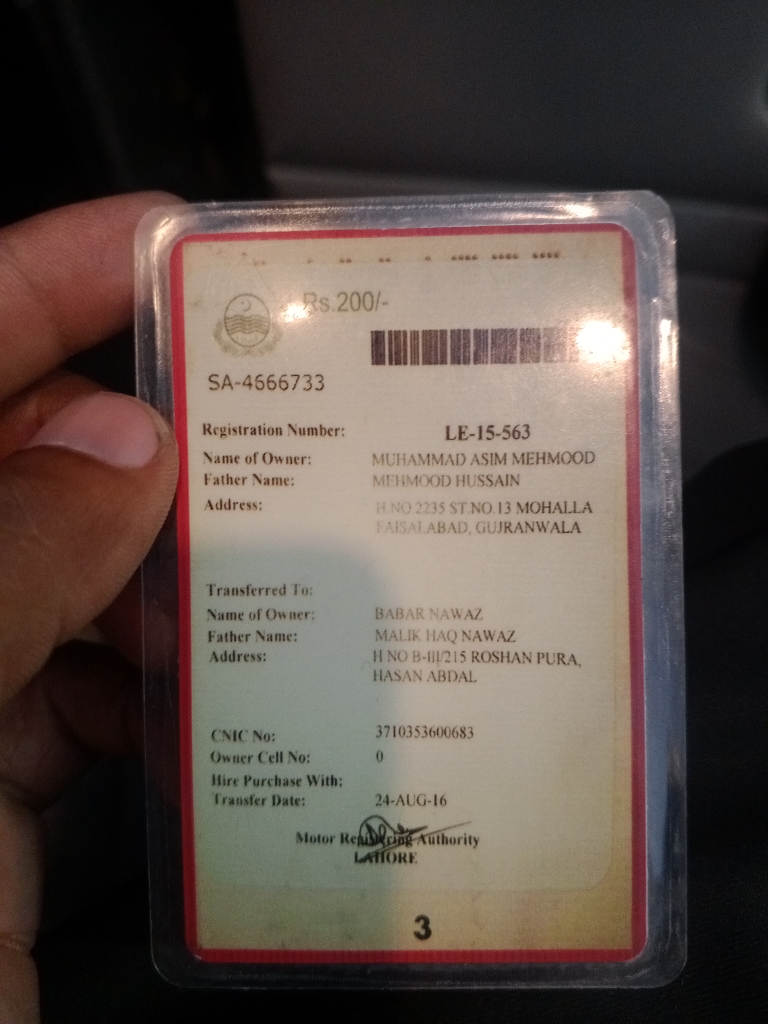 Rs.200/-
SA-4666733
Registration Number: LE-15-563
Name of Owner: MUHAMMAD ASIM MEHMOOD
Father Name: MEHMOOD HUSSAIN
Address: H.NO 2235 ST.NO.13 MOHALLA
FAISALABAD, GUJRANWALA
Transferred To:
Name of Owner: BABAR NAWAZ
Father Name: MALIK HAQ NAWAZ
Address: H NO B-III/215 ROSHAN PURA,
HASAN ABDAL
CNIC No: 3710353600683
Owner Cell No: 0
Hire Purchase With:
Transfer Date: 24-AUG-16
Motor Registering Authority
LAHORE
3